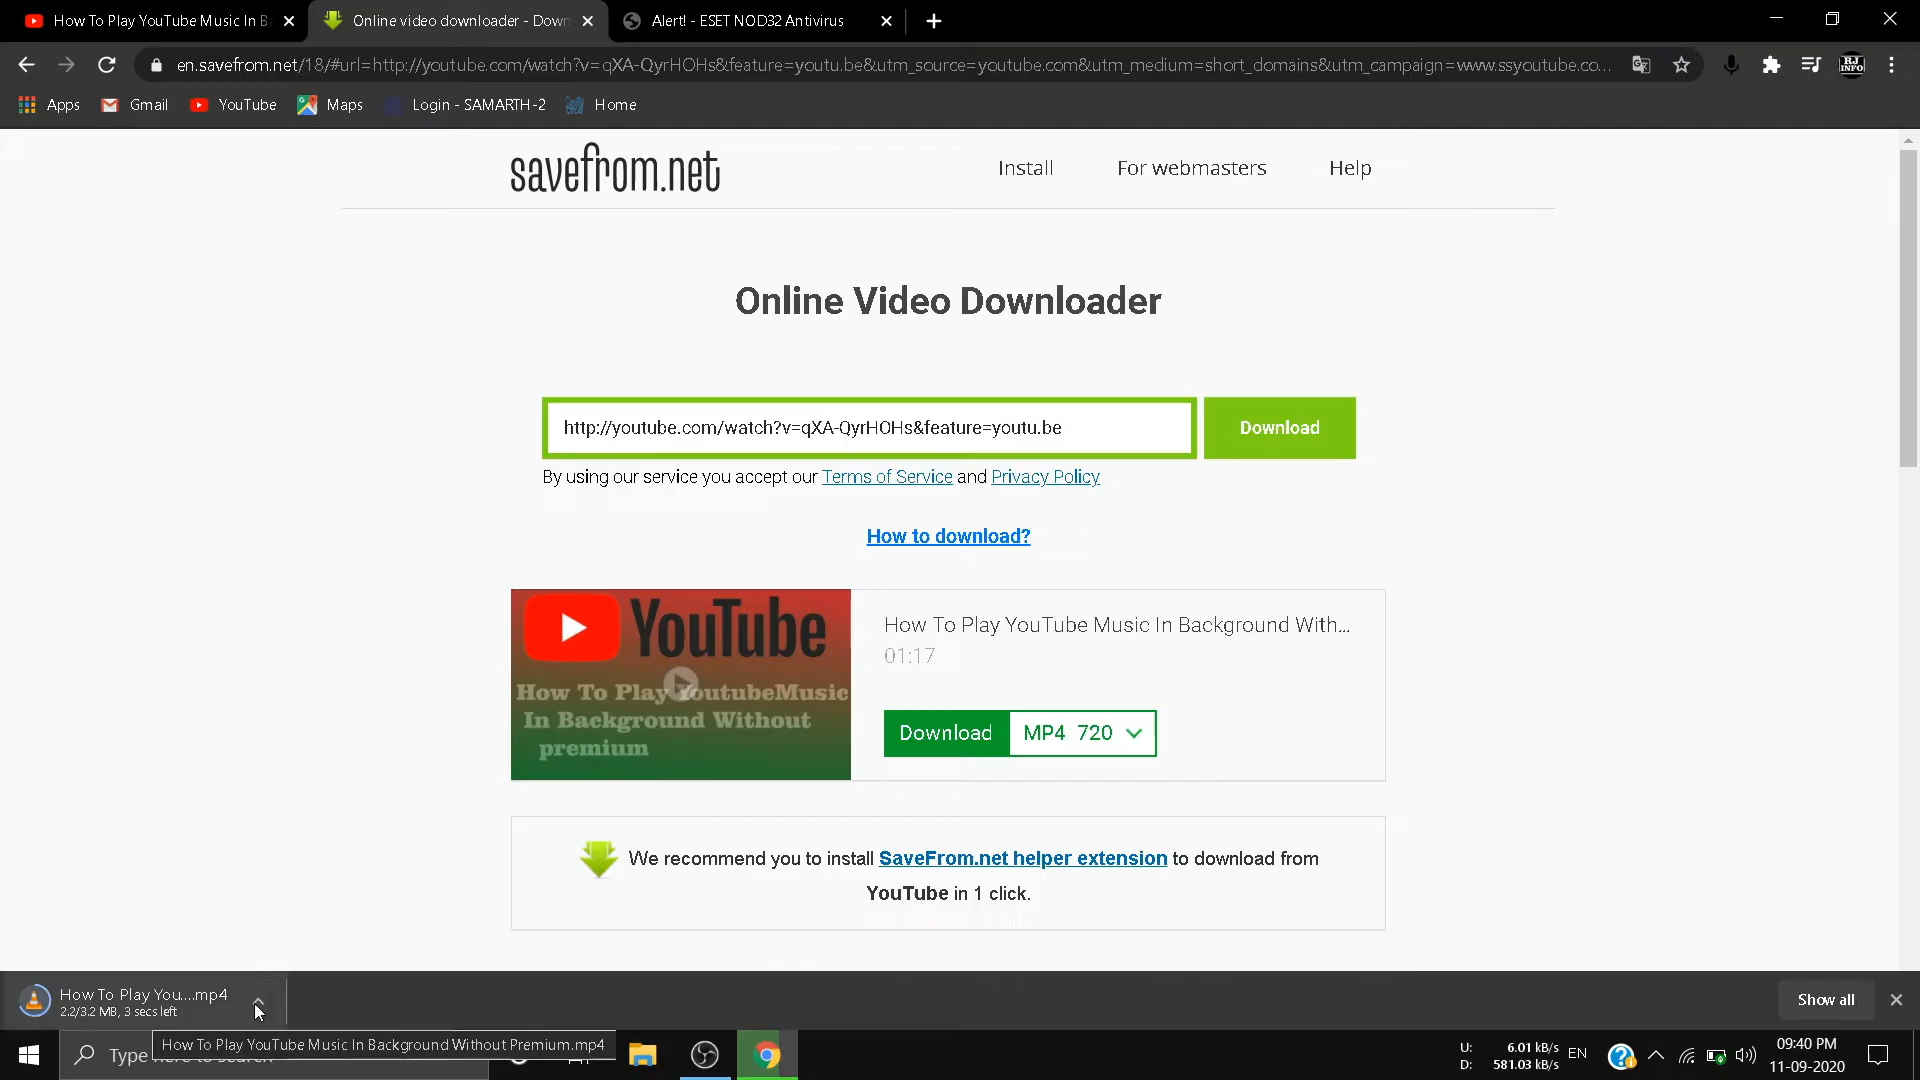 How To Play YouTube Music In B
Online video downloader - Down
Alert! - ESET NOD32 Antivirus
en.savefrom.net/18/#url=http://youtube.com/watch?v=qXA-QyrHOHs&feature=youtu.be&utm_source=youtube.com&utm_medium=short_domains&utm_campaign=www.ssyoutube.co...
RJ INFO
Apps
Gmail
YouTube
Maps
Login - SAMARTH-2
Home
savefrom.net
Install
For webmasters
Help
Online Video Downloader
http://youtube.com/watch?v=qXA-QyrHOHs&feature=youtu.be
Download
By using our service you accept our Terms of Service and Privacy Policy
How to download?
YouTube
How To Play YoutubeMusic
In Background Without
premium
How To Play YouTube Music In Background With...
01:17
Download MP4 720
We recommend you to install SaveFrom.net helper extension to download from
YouTube in 1 click.
How To Play You....mp4
2.2/3.2 MB, 3 secs left
Show all
How To Play YouTube Music In Background Without Premium.mp4
Type
U: 6.01 kB/s
D: 581.03 kB/s
EN
09:40 PM
11-09-2020